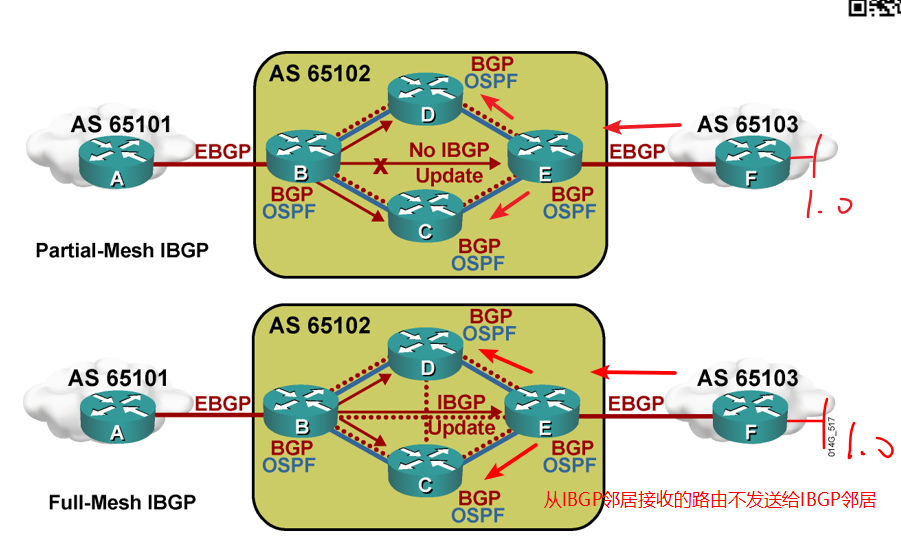 AS 65102
BGP
OSPF
D
AS 65101
AS 65103
EBGP
No IBGP
EBGP
A
B
X
Update
E
F
BGP
OSPF
BGP
OSPF
C
1.0
BGP
OSPF
Partial-Mesh IBGP
AS 65102
BGP
OSPF
D
AS 65101
AS 65103
EBGP
IBGP
EBGP
A
B
Update
E
F
014G_517
1.0
BGP
OSPF
BGP
OSPF
C
BGP
OSPF
Full-Mesh IBGP
从IBGP邻居接收的路由不发送给IBGP邻居